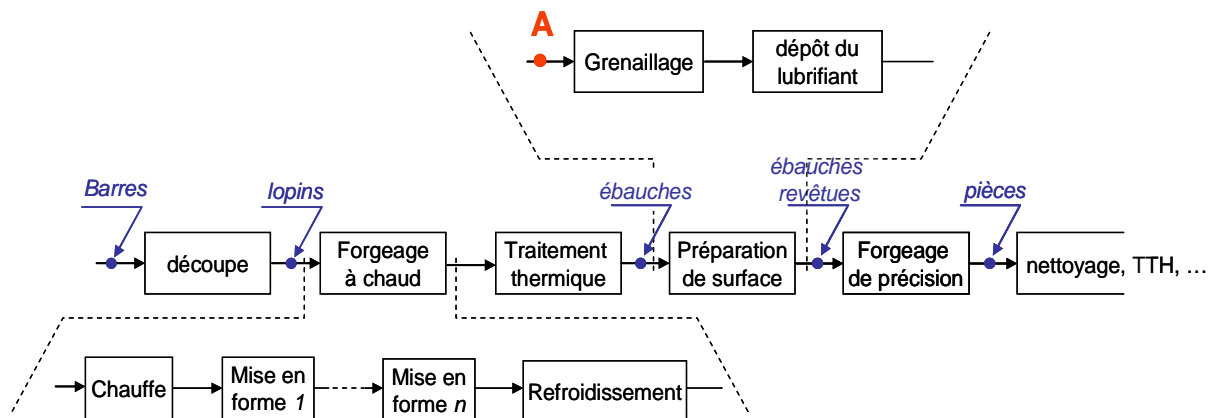 A
Grenaillage
dépôt du
lubrifiant
Barres
lopins
ébauches
ébauches
revêtues
pièces
découpe
Forgeage
à chaud
Traitement
thermique
Préparation
de surface
Forgeage
de précision
nettoyage, TTH, …
Chauffe
Mise en
forme 1
Mise en
forme n
Refroidissement